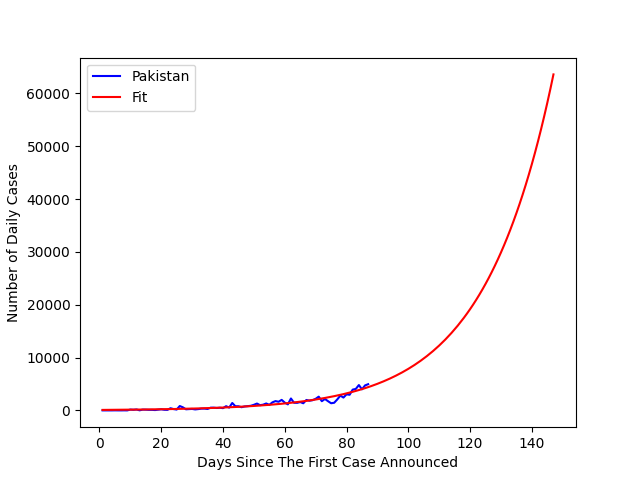 Pakistan
Fit
Number of Daily Cases
60000
50000
40000
30000
20000
10000
0
0 20 40 60 80 100 120 140
Days Since The First Case Announced